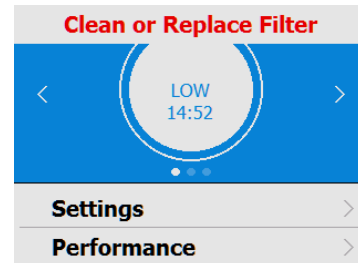 Clean or Replace Filter
LOW
14:52
Settings
Performance